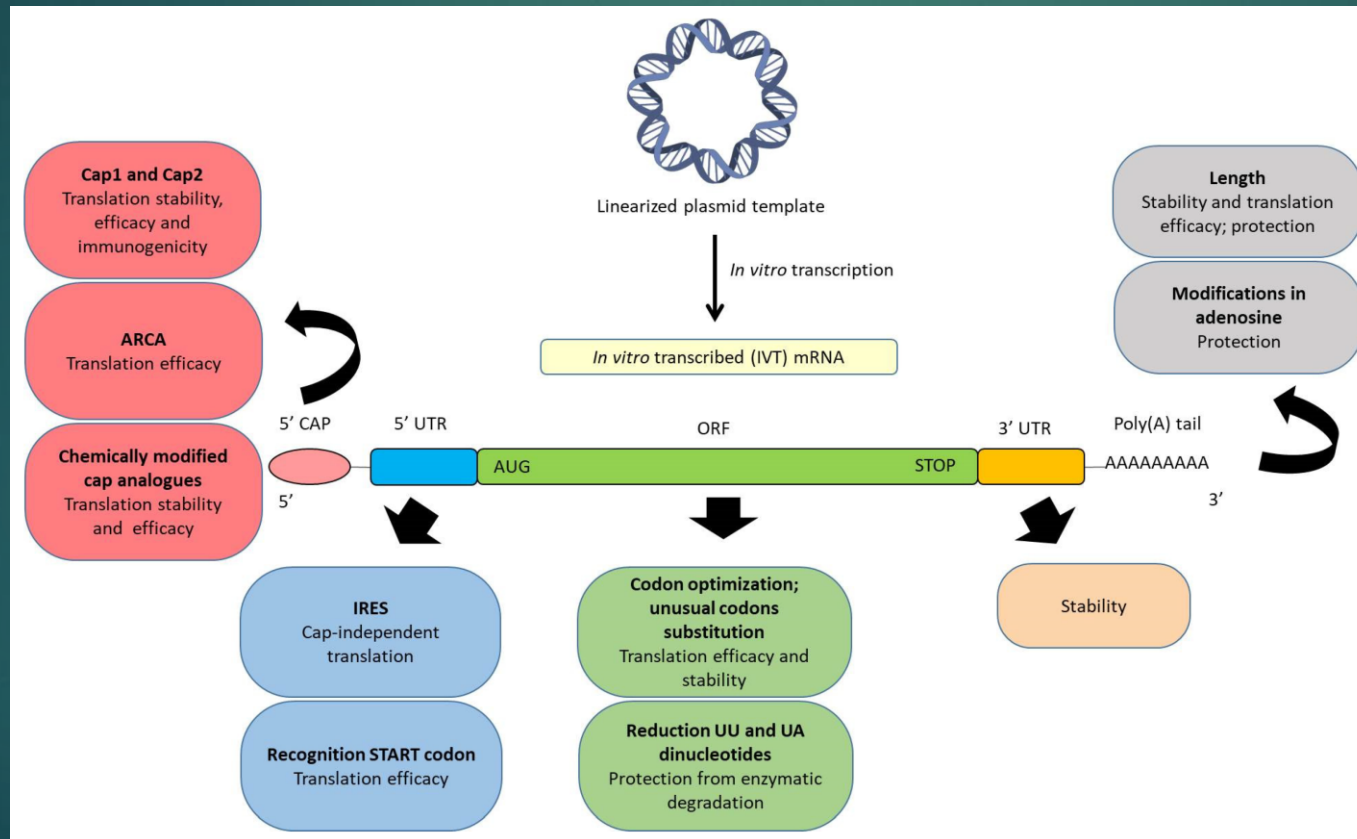 Linearized plasmid template
In vitro transcription
In vitro transcribed (IVT) mRNA
Cap1 and Cap2
Translation stability,
efficacy and
immunogenicity
ARCA
Translation efficacy
Chemically modified
cap analogues
Translation stability
and efficacy
Length
Stability and translation
efficacy; protection
Modifications in
adenosine
Protection
5' CAP
5' UTR
ORF
3' UTR
Poly(A) tail
AUG
STOP
AAAAAAAAA
5'
3'
IRES
Cap-independent
translation
Recognition START codon
Translation efficacy
Codon optimization;
unusual codons
substitution
Translation efficacy and
stability
Reduction UU and UA
dinucleotides
Protection from enzymatic
degradation
Stability